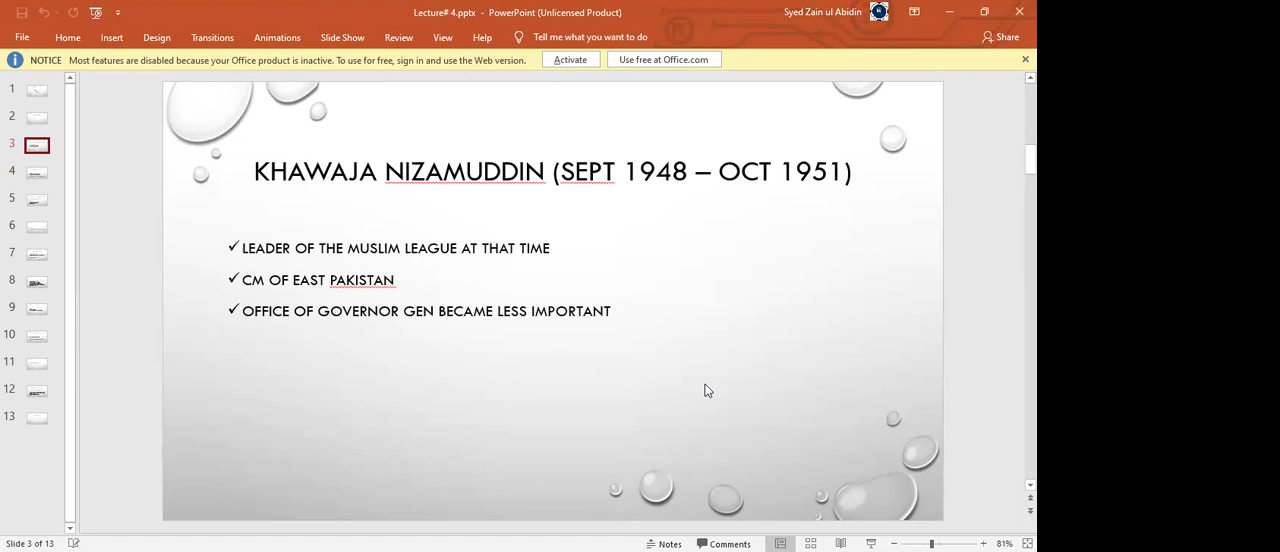 Lecture# 4.pptx - PowerPoint (Unlicensed Product)
Syed Zain ul Abidin
File Home Insert Design Transitions Animations Slide Show Review View Help Tell me what you want to do Share
NOTICE Most features are disabled because your Office product is inactive. To use for free, sign in and use the Web version. Activate Use free at Office.com
1
2
3
4
5
6
7
8
9
10
11
12
13
KHAWAJA NIZAMUDDIN (SEPT 1948 – OCT 1951)
✓ LEADER OF THE MUSLIM LEAGUE AT THAT TIME
✓ CM OF EAST PAKISTAN
✓ OFFICE OF GOVERNOR GEN BECAME LESS IMPORTANT
Slide 3 of 13 Notes Comments 81%